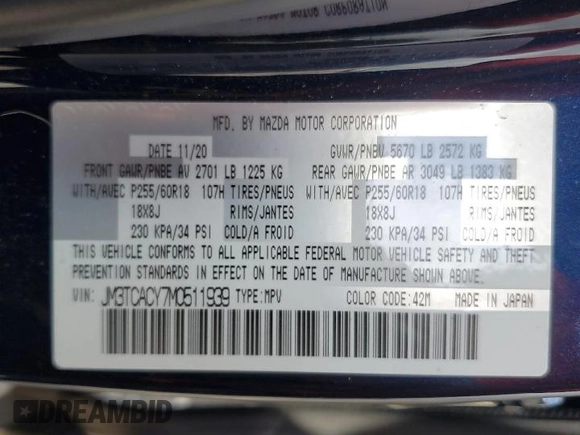 MFD. BY MAZDA MOTOR CORPORATION
DATE 11/20 GVWR/PNBV 5670 LB 2572 KG
FRONT GAWR/PNBE AV 2701 LB 1225 KG REAR GAWR/PNBE AR 3049 LB 1383 KG
WITH/AVEC P255/60R18 107H TIRES/PNEUS WITH/AVEC P255/60R18 107H TIRES/PNEUS
18X8J RIMS/JANTES 18X8J RIMS/JANTES
230 KPA/34 PSI COLD/A FROID 230 KPA/34 PSI COLD/A FROID
THIS VEHICLE CONFORMS TO ALL APPLICABLE FEDERAL MOTOR VEHICLE SAFETY AND THEFT
PREVENTION STANDARDS IN EFFECT ON THE DATE OF MANUFACTURE SHOWN ABOVE.
VIN: JM3TCACY7M0511939 TYPE:MPV COLOR CODE:42M MADE IN JAPAN
DREAMBID